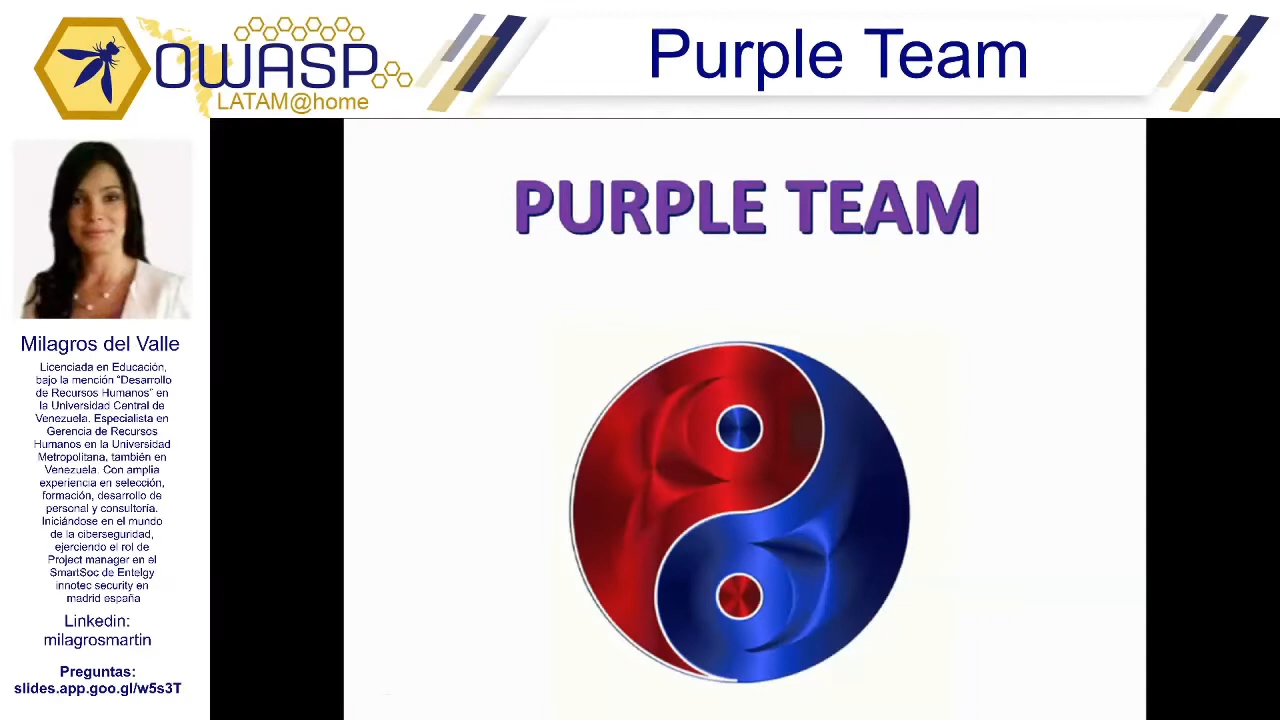 OWASP
LATAM@home
Purple Team
PURPLE TEAM
Milagros del Valle
Licenciada en Educación,
bajo la mención “Desarrollo
de Recursos Humanos” en
la Universidad Central de
Venezuela. Especialista en
Gerencia de Recursos
Humanos en la Universidad
Metropolitana, también en
Venezuela. Con amplia
experiencia en selección,
formación, desarrollo de
personal y consultoría.
Iniciándose en el mundo
de la ciberseguridad,
ejerciendo el rol de
Project manager en el
SmartSoc de Entelgy
innotec security en
madrid españa
Linkedin:
milagrosmartin
Preguntas:
slides.app.goo.gl/w5s3T